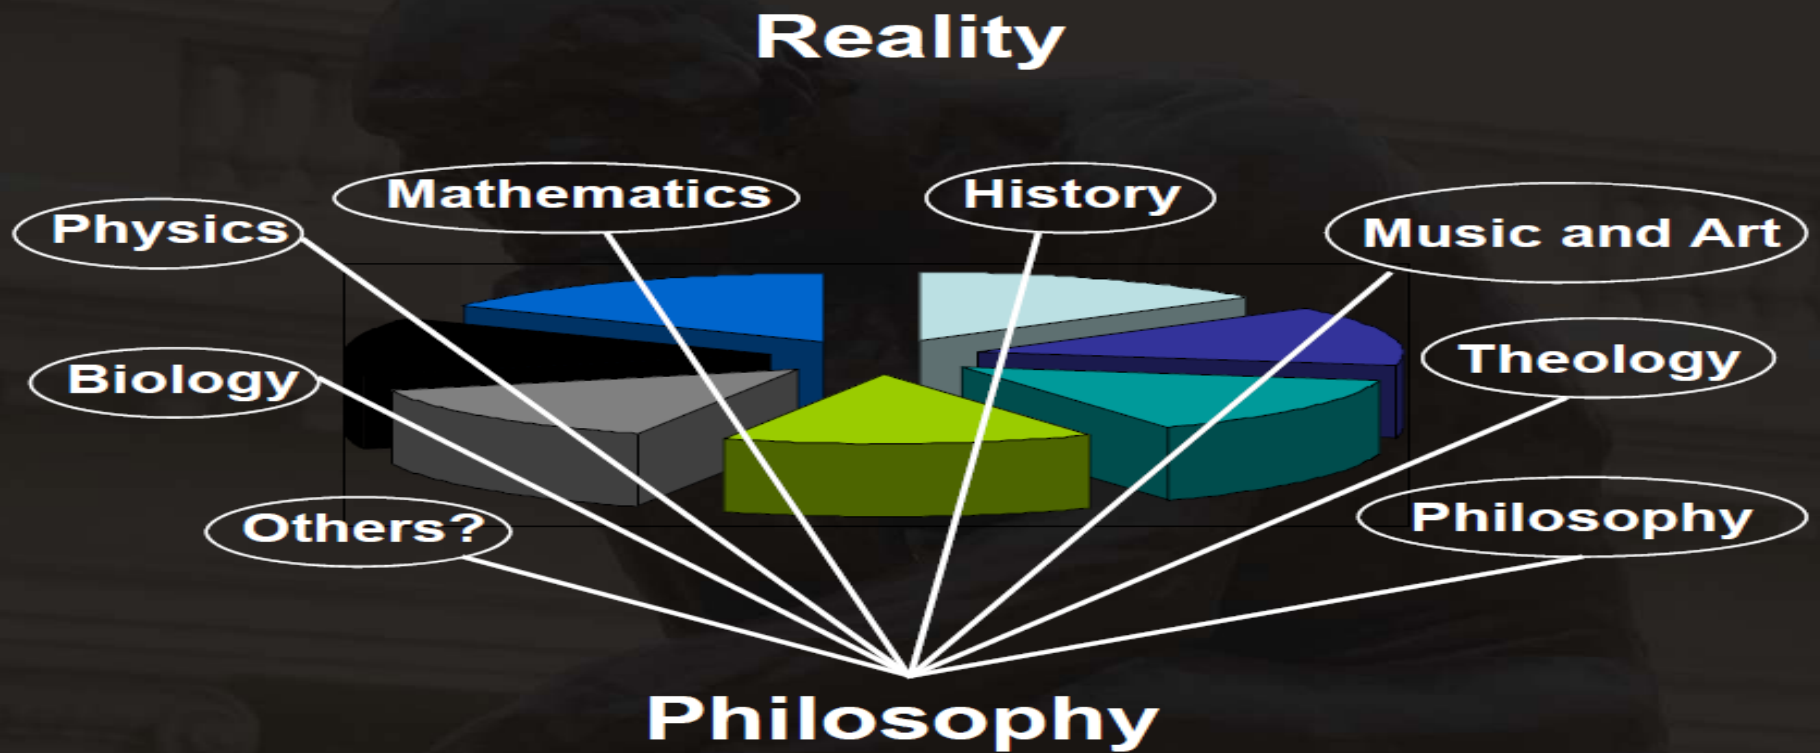 Reality
Mathematics
History
Physics
Music and Art
Biology
Theology
Others?
Philosophy
Philosophy